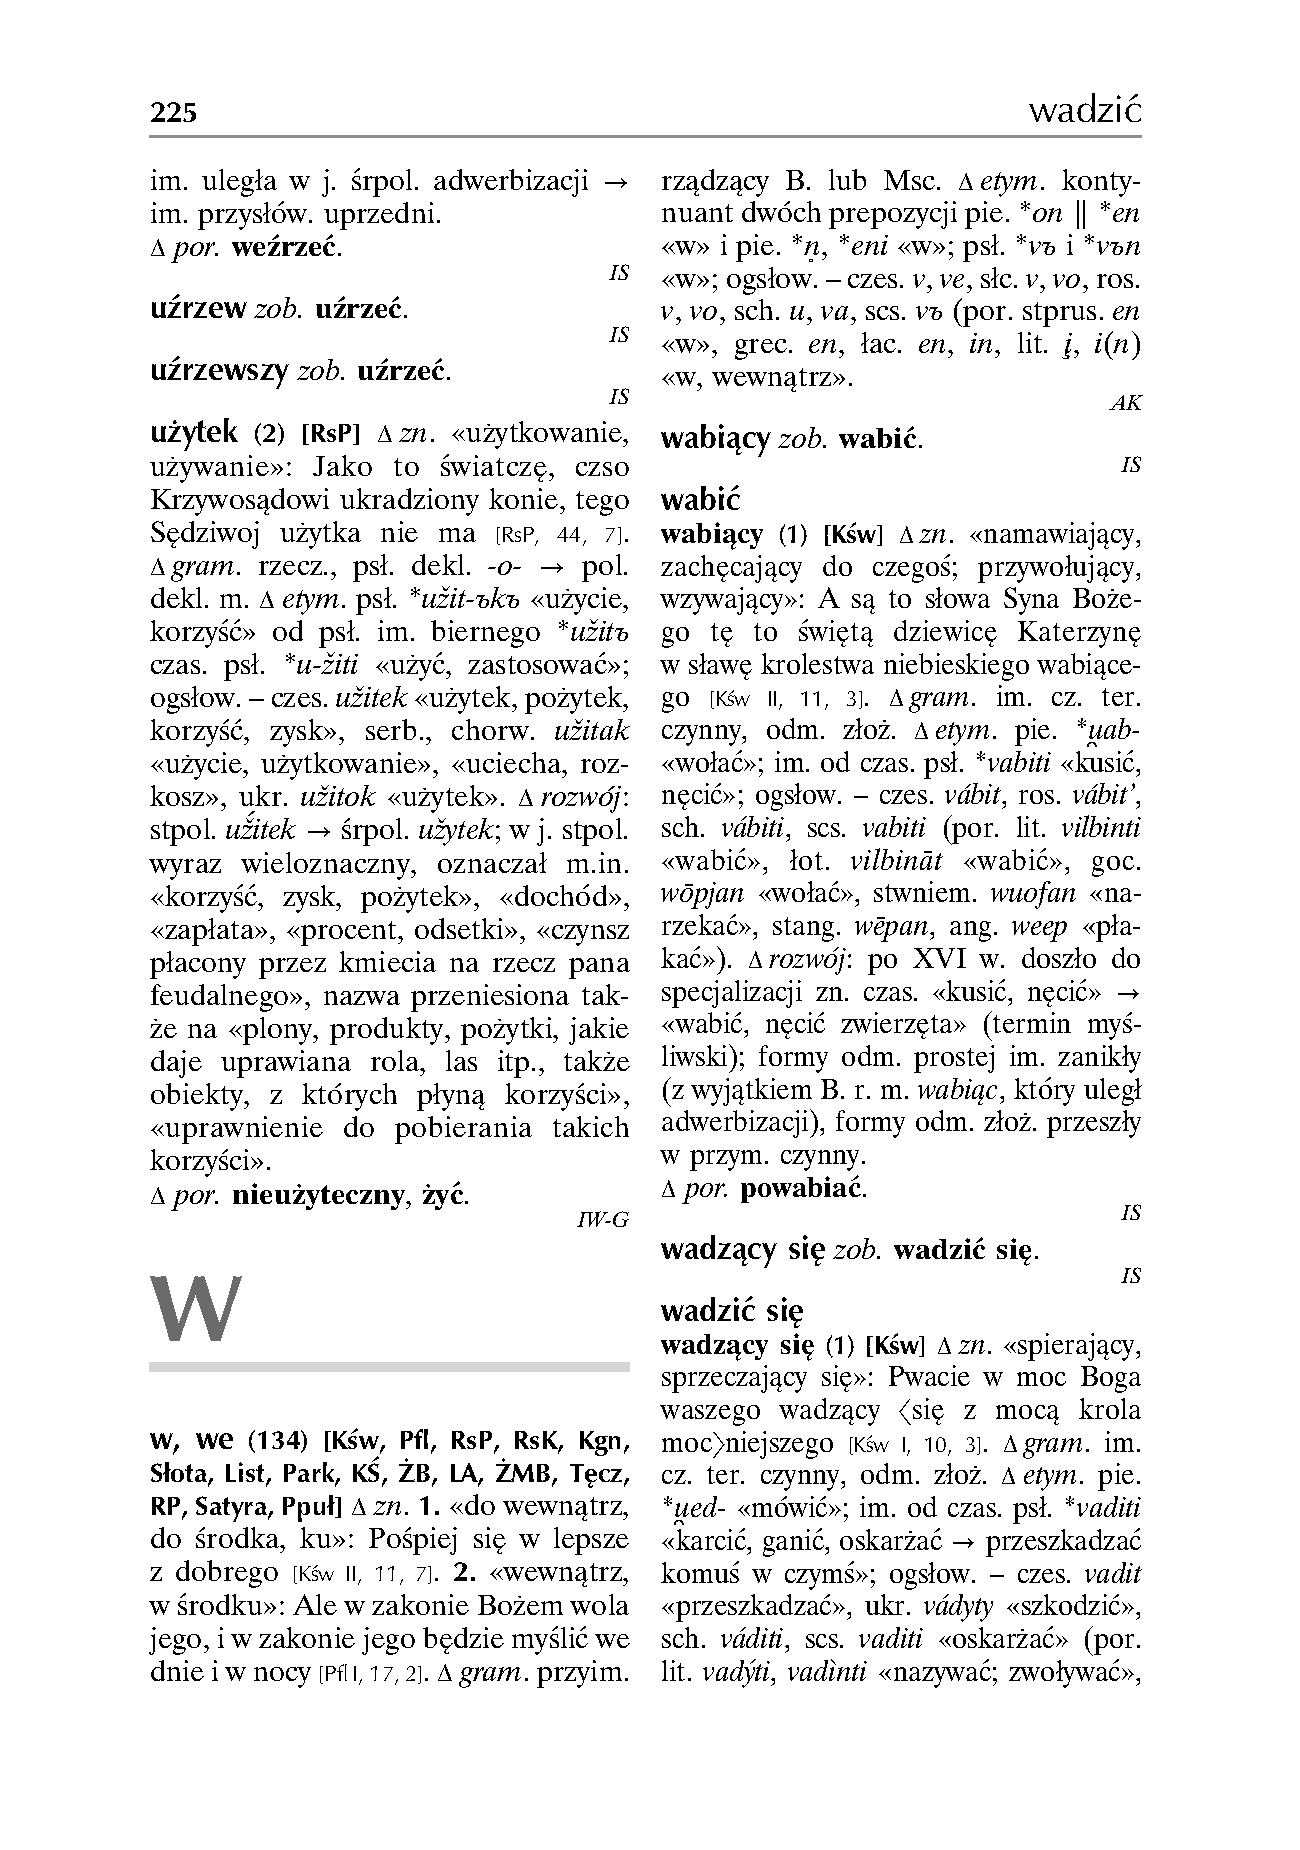 225
wadzić
im. uległa w j. śrpol. adwerbizacji →
im. przysłów. uprzedni.
Δ por. weźrzeć.
IS
uźrzew zob. uźrzeć.
IS
uźrzewszy zob. uźrzeć.
IS
użytek (2) [RsP] Δ zn. «użytkowanie,
używanie»: Jako to światczę, czso
Krzywosądowi ukradziony konie, tego
Sędziwoj użytka nie ma [RsP, 44, 7].
Δ gram. rzecz., psł. dekl. -o- → pol.
dekl. m. Δ etym. psł. *užit-ъkъ «użycie,
korzyść» od psł. im. biernego *užitъ
czas. psł. *u-žiti «użyć, zastosować»;
ogsłow. – czes. užitek «użytek, pożytek,
korzyść, zysk», serb., chorw. užitak
«użycie, użytkowanie», «uciecha, roz-
kosz», ukr. užitok «użytek». Δ rozwój:
stpol. už́itek → śrpol. užytek; w j. stpol.
wyraz wieloznaczny, oznaczał m.in.
«korzyść, zysk, pożytek», «dochód»,
«zapłata», «procent, odsetki», «czynsz
płacony przez kmiecia na rzecz pana
feudalnego», nazwa przeniesiona tak-
że na «plony, produkty, pożytki, jakie
daje uprawiana rola, las itp., także
obiekty, z których płyną korzyści»,
«uprawnienie do pobierania takich
korzyści».
Δ por. nieużyteczny, żyć.
IW-G
W
w, we (134) [Kśw, Pfl, RsP, RsK, Kgn,
Słota, List, Park, KŚ, ŻB, LA, ŻMB, Tęcz,
RP, Satyra, Ppuł] Δ zn. 1. «do wewnątrz,
do środka, ku»: Pośpiej się w lepsze
z dobrego [Kśw II, 11, 7]. 2. «wewnątrz,
w środku»: Ale w zakonie Bożem wola
jego, i w zakonie jego będzie myślić we
dnie i w nocy [Pfl I, 17, 2]. Δ gram. przyim.
rządzący B. lub Msc. Δ etym. konty-
nuant dwóch prepozycji pie. *on ‖ *en
«w» i pie. *n̥, *eni «w»; psł. *vъ i *vъn
«w»; ogsłow. – czes. v, ve, słc. v, vo, ros.
v, vo, sch. u, va, scs. vъ (por. stprus. en
«w», grec. en, łac. en, in, lit. į, i(n)
«w, wewnątrz».
AK
wabiący zob. wabić.
IS
wabić
wabiący (1) [Kśw] Δ zn. «namawiający,
zachęcający do czegoś; przywołujący,
wzywający»: A są to słowa Syna Boże-
go tę to świętą dziewicę Katerzynę
w sławę krolestwa niebieskiego wabiące-
go [Kśw II, 11, 3]. Δ gram. im. cz. ter.
czynny, odm. złoż. Δ etym. pie. *u̯ab-
«wołać»; im. od czas. psł. *vabiti «kusić,
nęcić»; ogsłow. – czes. vábit, ros. vábit’,
sch. vábiti, scs. vabiti (por. lit. vilbinti
«wabić», łot. vilbināt «wabić», goc.
wōpjan «wołać», stwniem. wuofan «na-
rzekać», stang. wēpan, ang. weep «pła-
kać»). Δ rozwój: po XVI w. doszło do
specjalizacji zn. czas. «kusić, nęcić» →
«wabić, nęcić zwierzęta» (termin myś-
liwski); formy odm. prostej im. zanikły
(z wyjątkiem B. r. m. wabiąc, który uległ
adwerbizacji), formy odm. złoż. przeszły
w przym. czynny.
Δ por. powabiać.
IS
wadzący się zob. wadzić się.
IS
wadzić się
wadzący się (1) [Kśw] Δ zn. «spierający,
sprzeczający się»: Pwacie w moc Boga
waszego wadzący 〈się z mocą krola
moc〉niejszego [Kśw I, 10, 3]. Δ gram. im.
cz. ter. czynny, odm. złoż. Δ etym. pie.
*u̯ed- «mówić»; im. od czas. psł. *vaditi
«karcić, ganić, oskarżać → przeszkadzać
komuś w czymś»; ogsłow. – czes. vadit
«przeszkadzać», ukr. vádyty «szkodzić»,
sch. váditi, scs. vaditi «oskarżać» (por.
lit. vadýti, vadìnti «nazywać; zwoływać»,